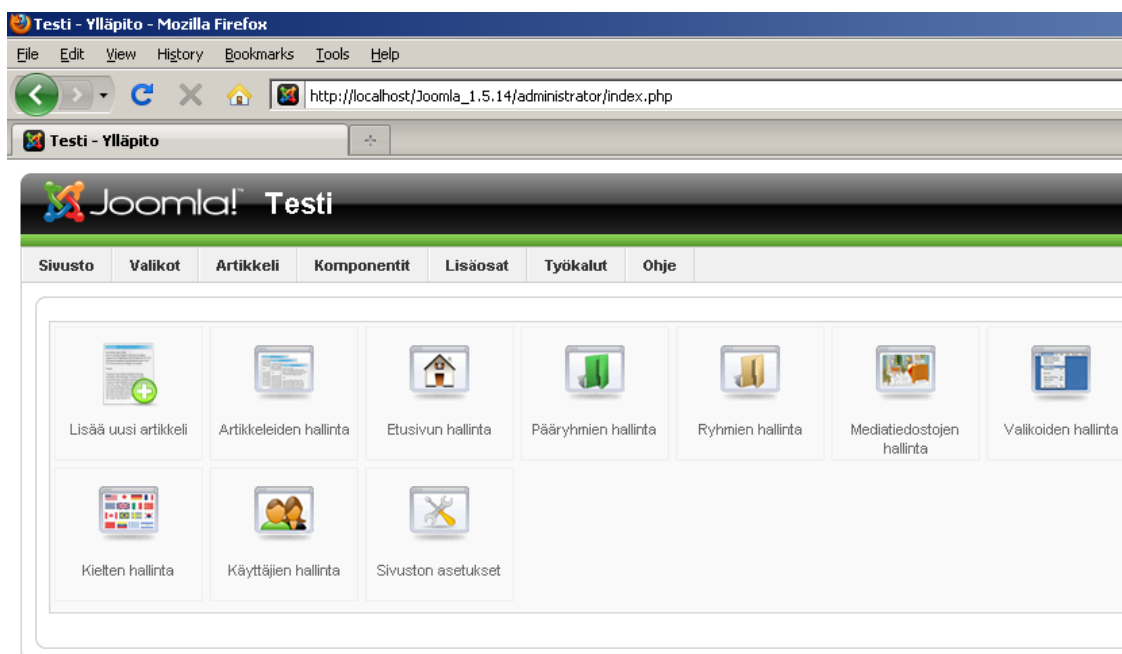 Testi - Ylläpito - Mozilla Firefox
File Edit View History Bookmarks Tools Help
http://localhost/Joomla_1.5.14/administrator/index.php
Testi - Ylläpito
Joomla!™ Testi
Sivusto Valikot Artikkeli Komponentit Lisäosat Työkalut Ohje
Lisää uusi artikkeli Artikkeleiden hallinta Etusivun hallinta Pääryhmien hallinta Ryhmien hallinta Mediatiedostojen Valikoiden hallinta
hallinta
Kielten hallinta Käyttäjien hallinta Sivuston asetukset